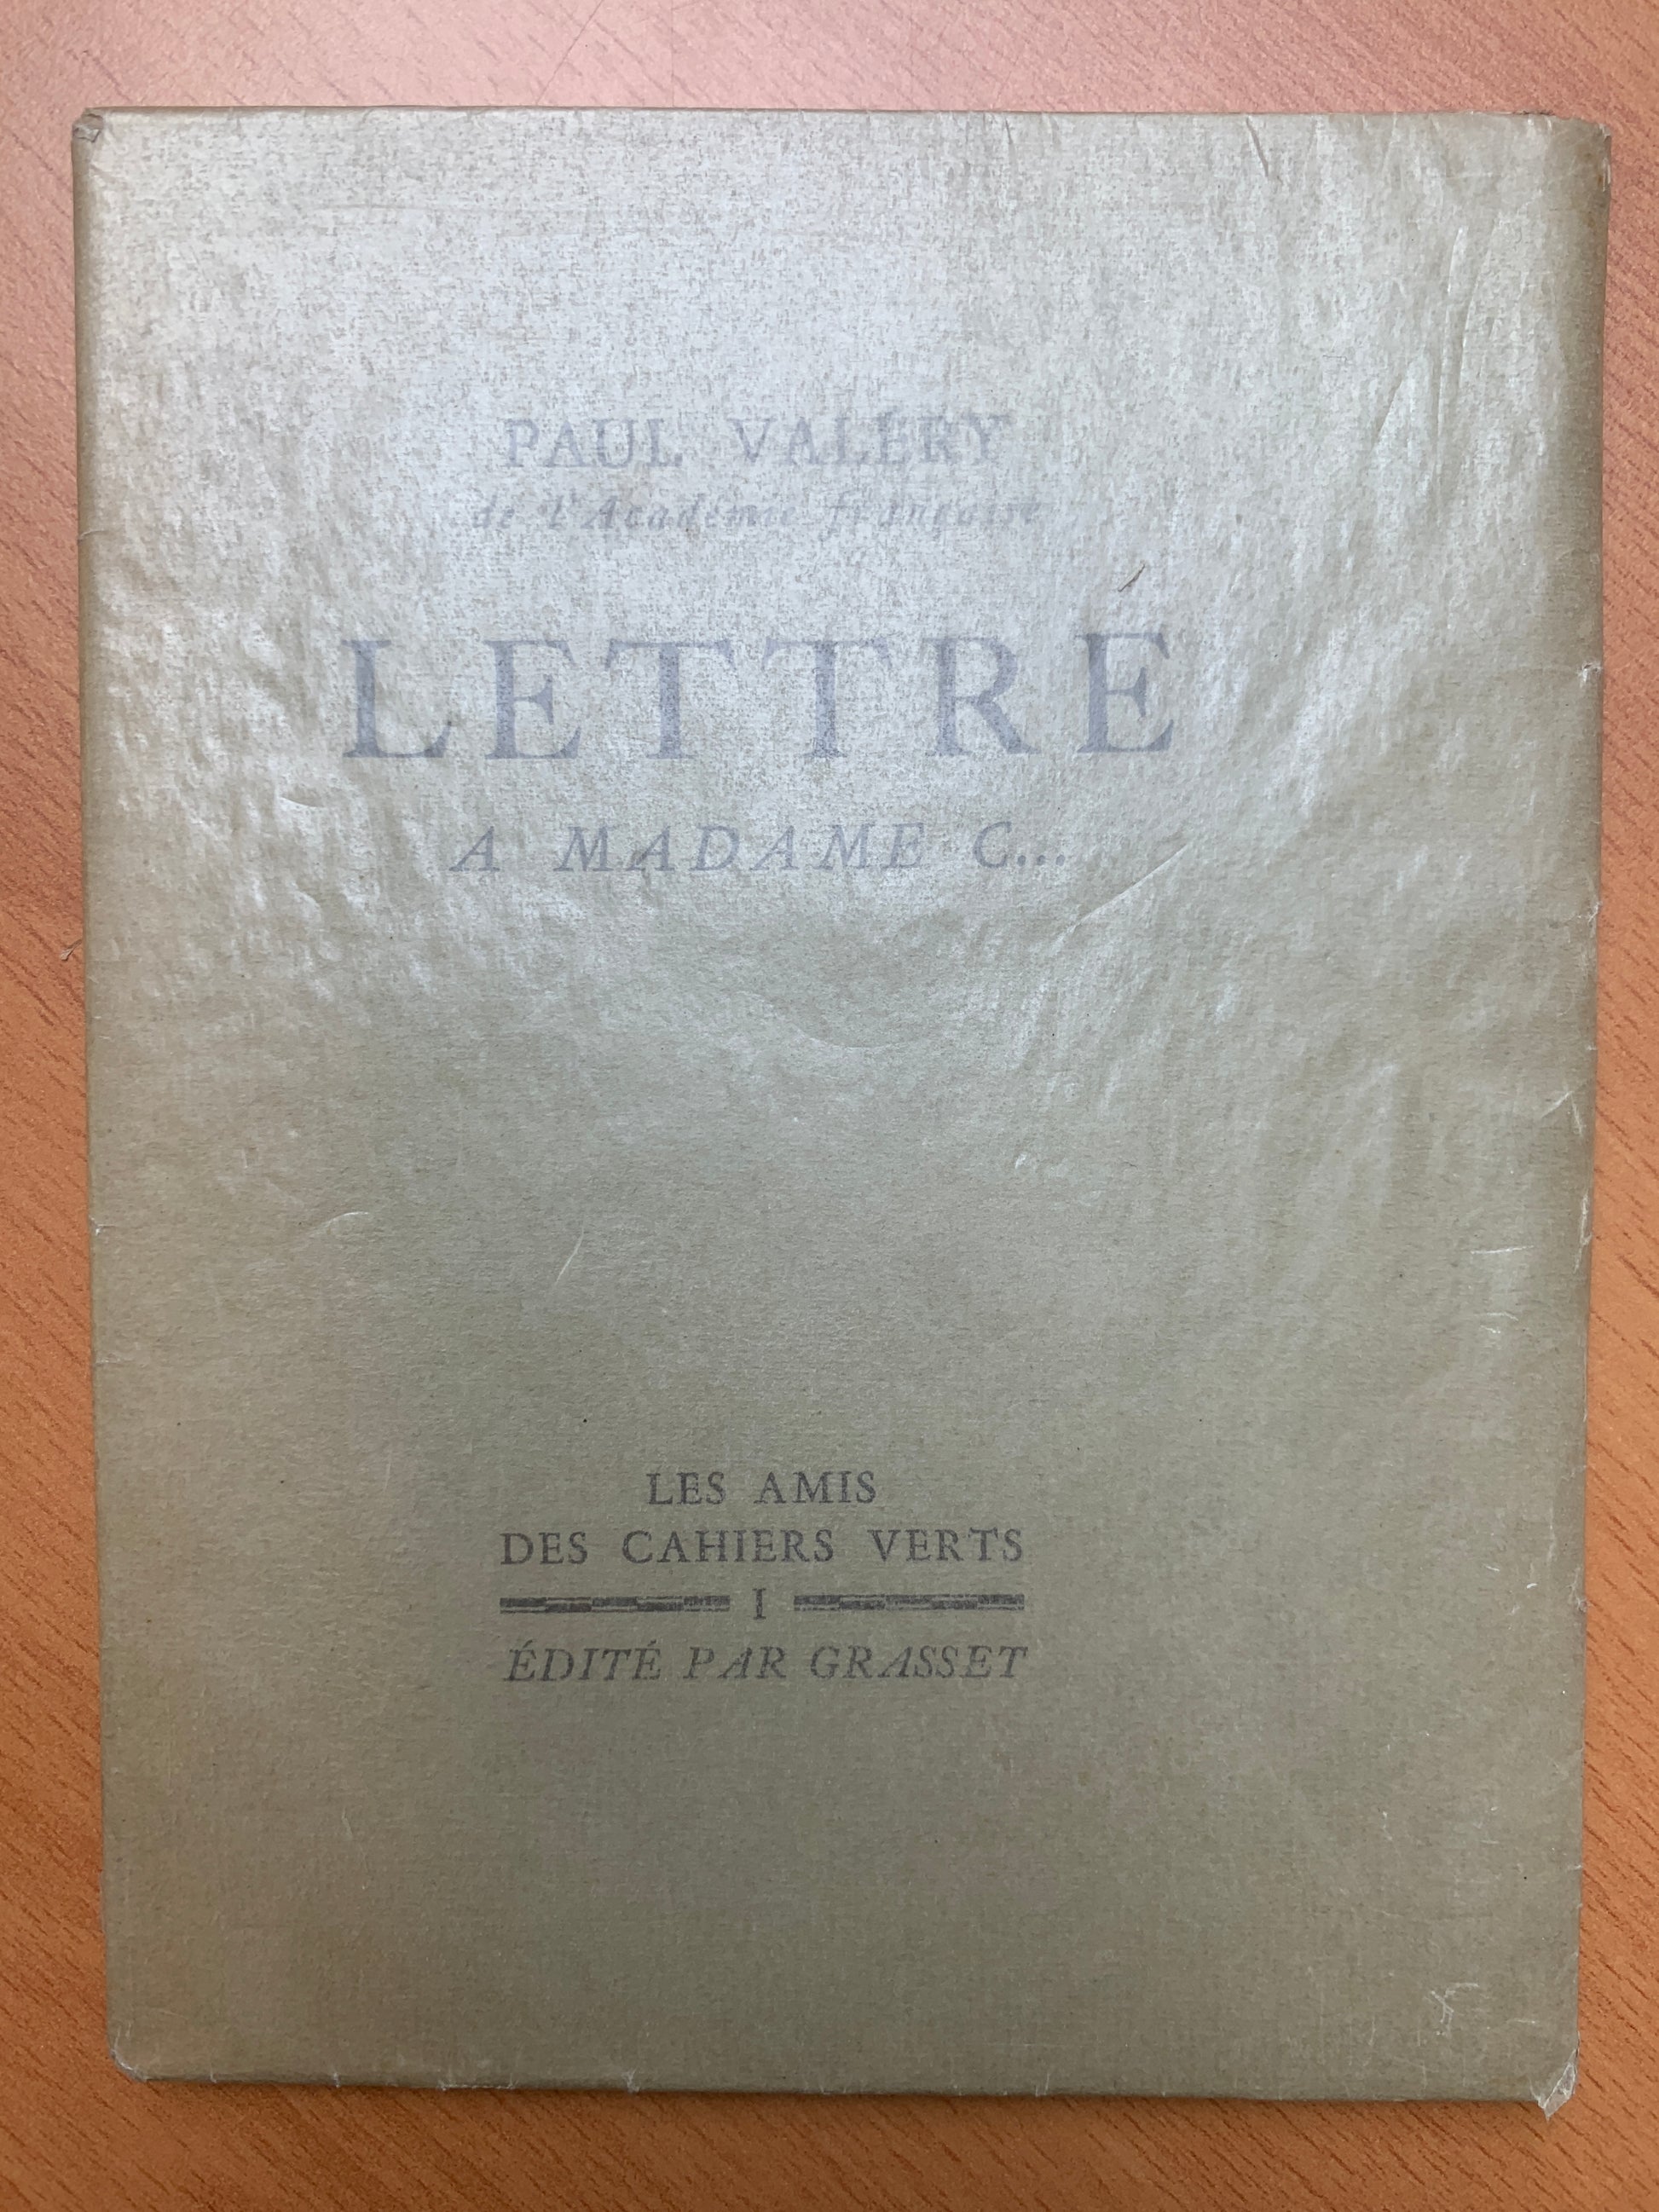 PAUL VALÉRY
de l'Académie française
LETTRE
A MADAME C...
LES AMIS
DES CAHIERS VERTS
I
ÉDITÉ PAR GRASSET